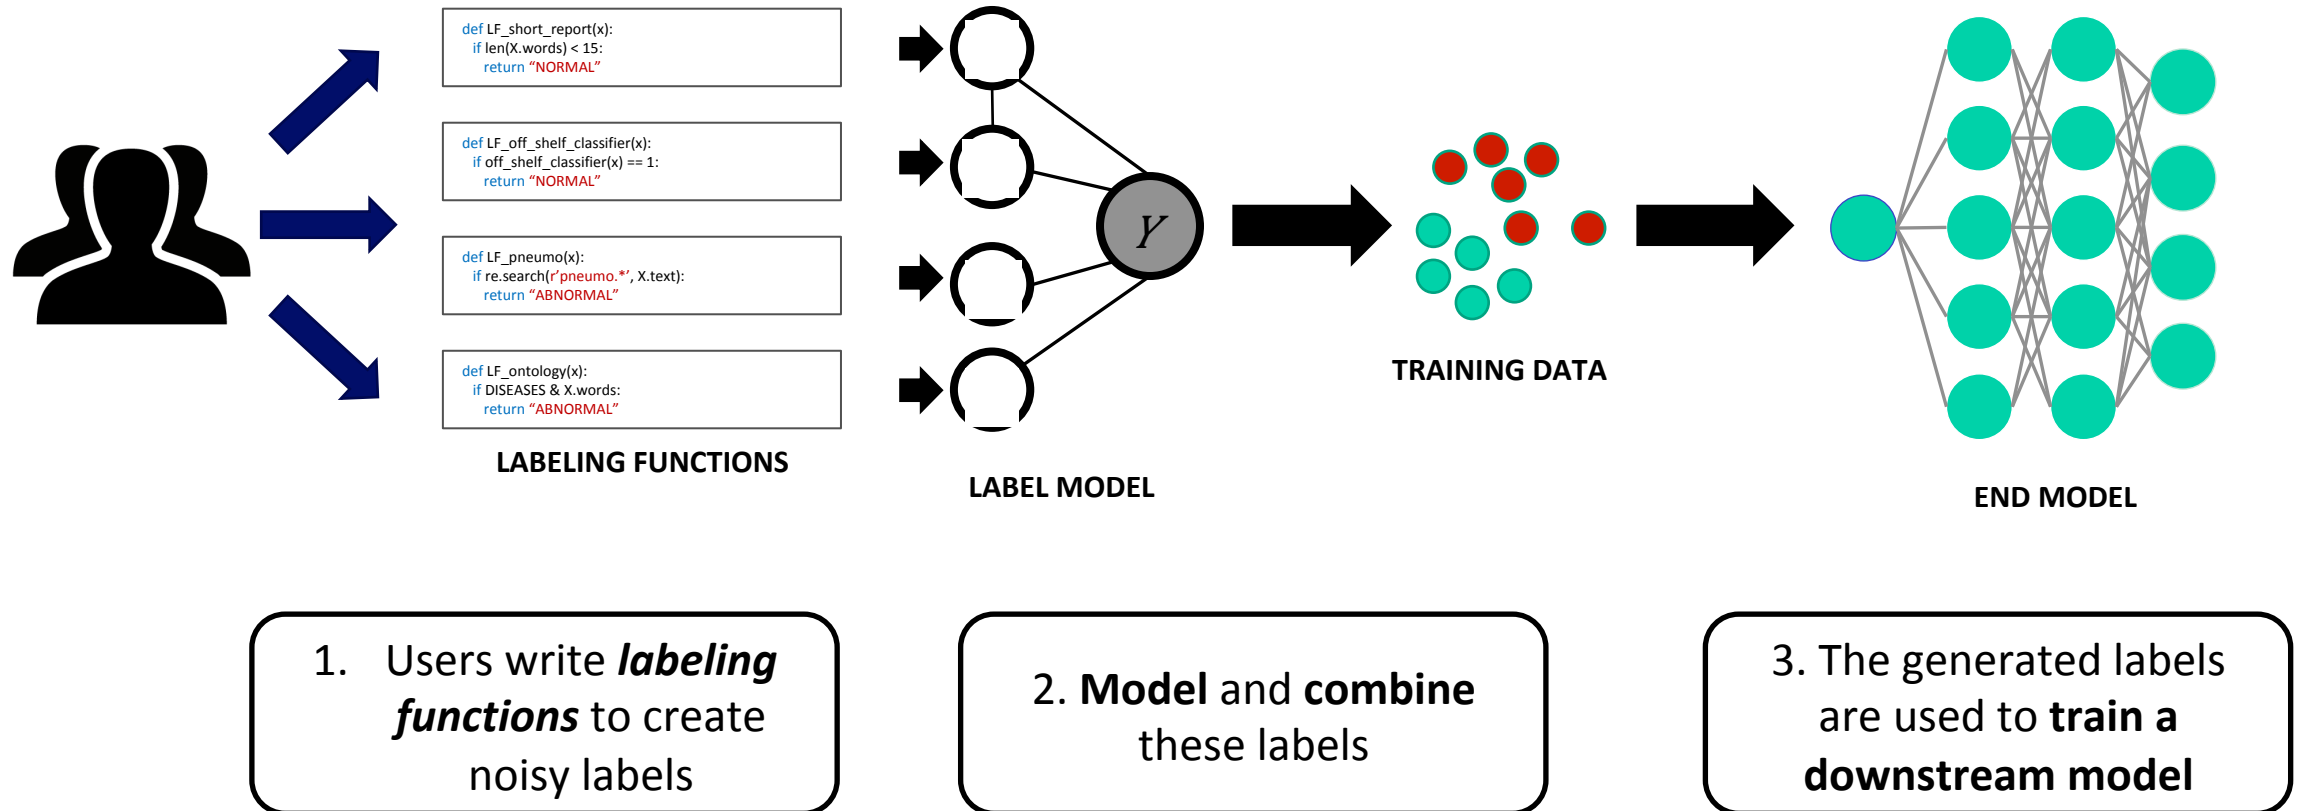 def LF_short_report(x):
if len(X.words) < 15:
return “NORMAL”
def LF_off_shelf_classifier(x):
if off_shelf_classifier(x) == 1:
return “NORMAL”
def LF_pneumo(x):
if re.search(r’pneumo.*’, X.text):
return “ABNORMAL”
def LF_ontology(x):
if DISEASES & X.words:
return “ABNORMAL”
LABELING FUNCTIONS
Y
LABEL MODEL
TRAINING DATA
END MODEL
1. Users write labeling
functions to create
noisy labels
2. Model and combine
these labels
3. The generated labels
are used to train a
downstream model